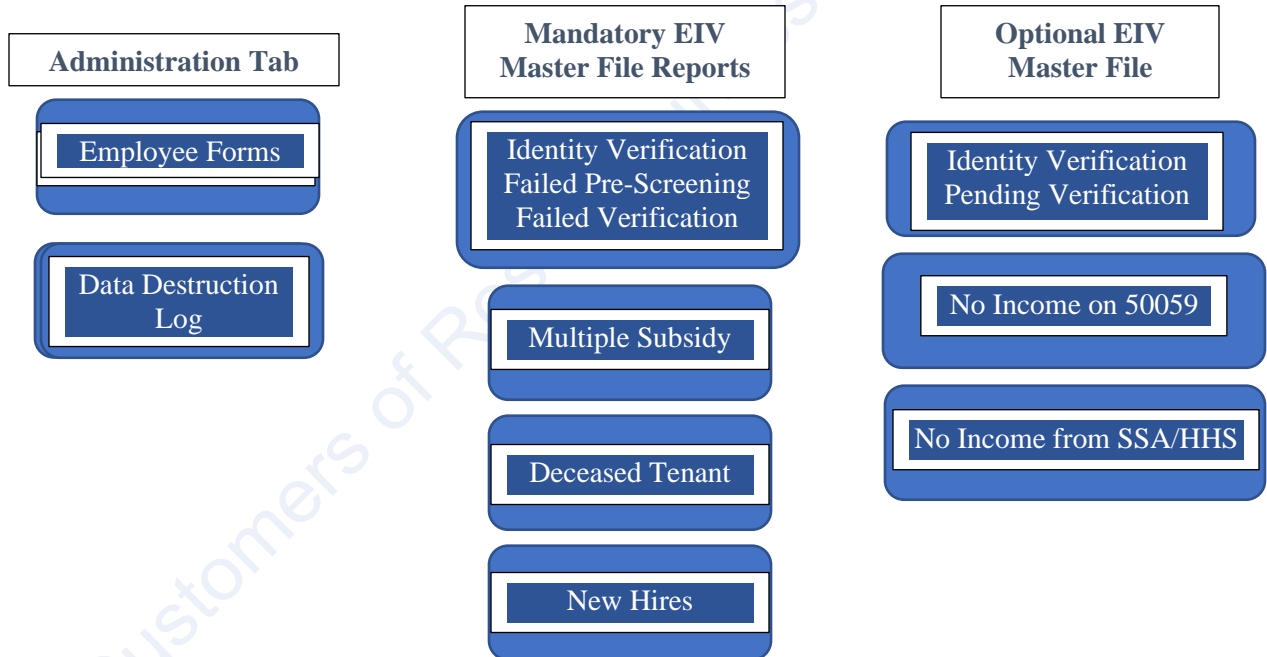 Administration Tab
Employee Forms
Data Destruction
Log
Mandatory EIV
Master File Reports
Identity Verification
Failed Pre-Screening
Failed Verification
Multiple Subsidy
Deceased Tenant
New Hires
Optional EIV
Master File
Identity Verification
Pending Verification
No Income on 50059
No Income from SSA/HHS